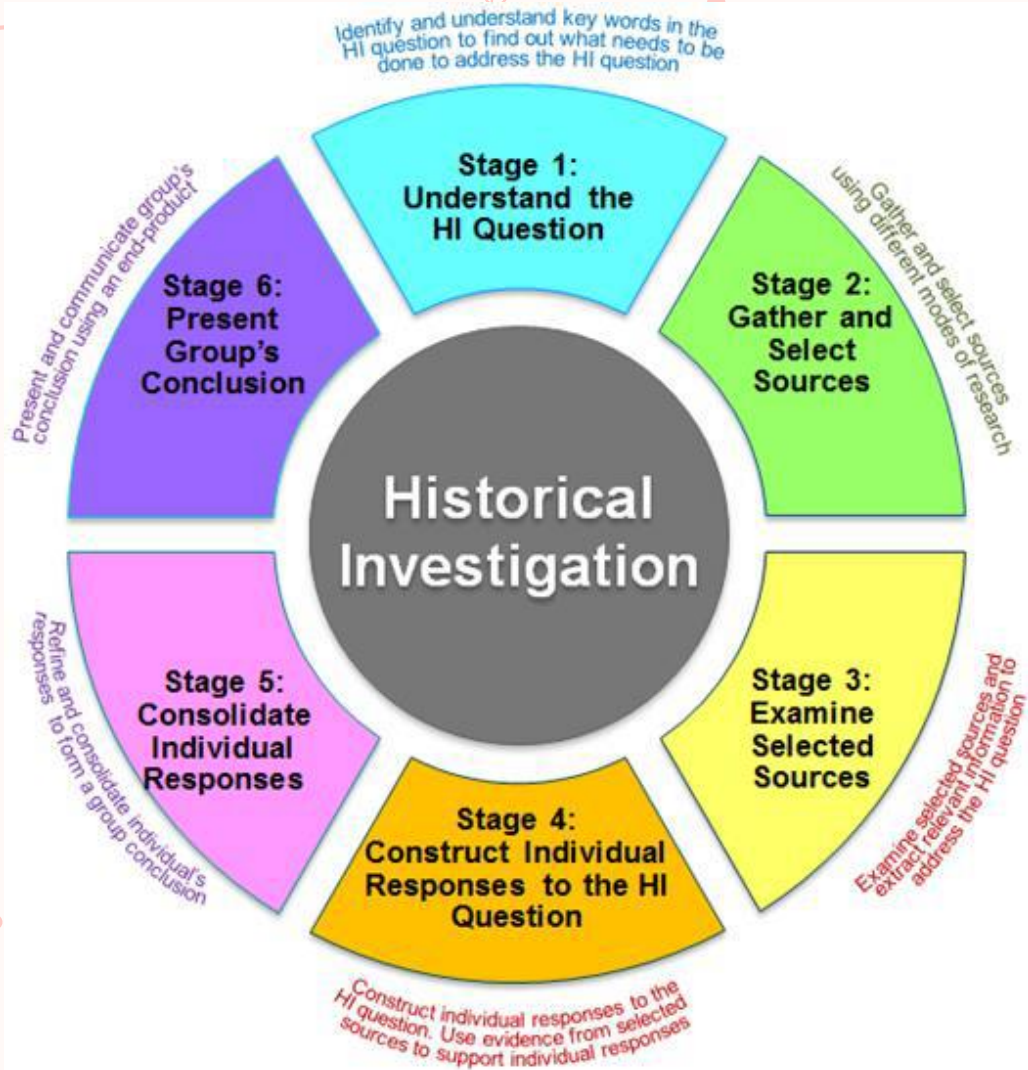 Identify and understand key words in the
HI question to find out what needs to be
done to address the HI question
Stage 1:
Understand the
HI Question
Gather and select sources
using different modes of research
Stage 2:
Gather and
Select
Sources
Examine selected sources and
extract relevant information to
address the HI question
Stage 3:
Examine
Selected
Sources
Stage 4:
Construct Individual
Responses to the HI
Question
Construct individual responses to the
HI question. Use evidence from selected
sources to support individual responses
Stage 5:
Consolidate
Individual
Responses
Refine and consolidate individual's
responses to form a group conclusion
Stage 6:
Present
Group's
Conclusion
Present and communicate group's
conclusion using an end-product
Historical
Investigation